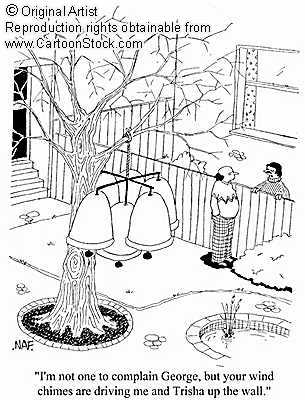 © Original Artist
Reproduction rights obtainable from
www.CartoonStock.com
NAF.
"I'm not one to complain George, but your wind
chimes are driving me and Trisha up the wall."